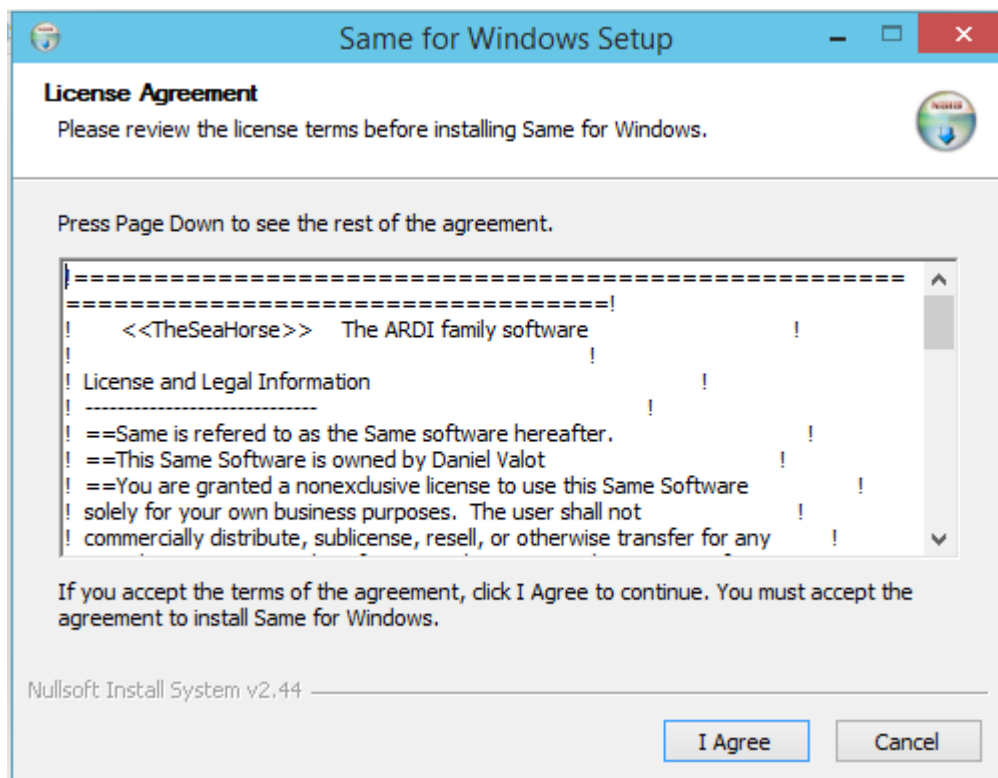 Same for Windows Setup
License Agreement
Please review the license terms before installing Same for Windows.
Press Page Down to see the rest of the agreement.
!====================================================
==================================!
! <<TheSeaHorse>> The ARDI family software !
! !
! License and Legal Information !
! ----------------------------- !
! ==Same is refered to as the Same software hereafter. !
! ==This Same Software is owned by Daniel Valot !
! ==You are granted a nonexclusive license to use this Same Software !
! solely for your own business purposes. The user shall not !
! commercially distribute, sublicense, resell, or otherwise transfer for any !
If you accept the terms of the agreement, click I Agree to continue. You must accept the
agreement to install Same for Windows.
Nullsoft Install System v2.44
I Agree
Cancel